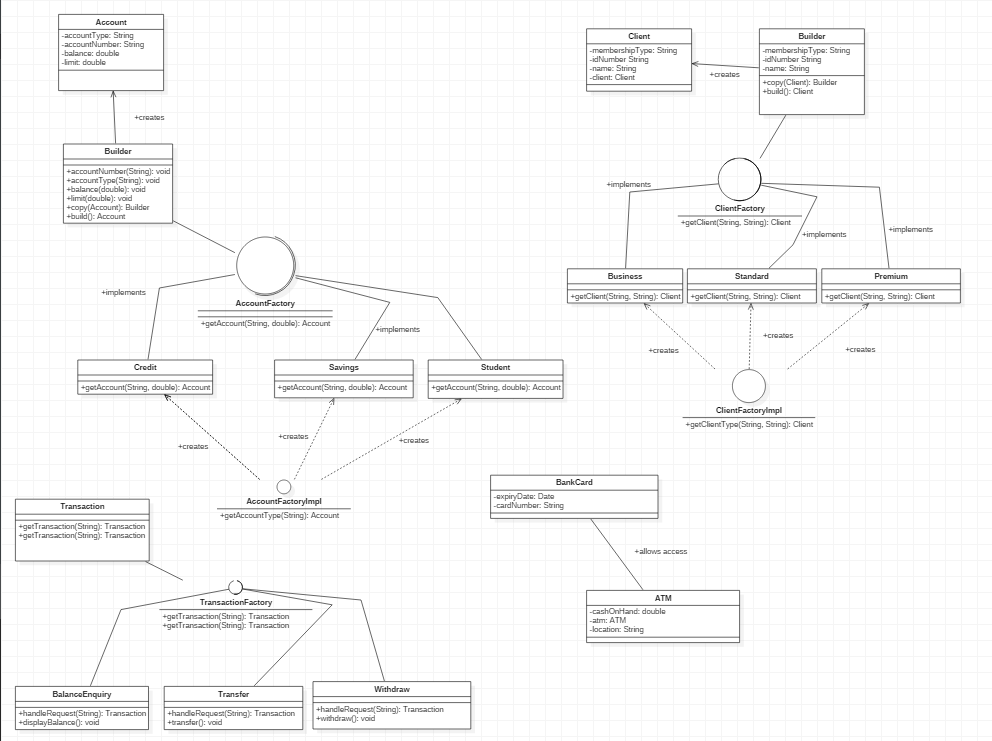 Account
-accountType: String
-accountNumber: String
-balance: double
-limit: double
+creates
Builder
+accountNumber(String): void
+accountType(String): void
+balance(double): void
+limit(double): void
+copy(Account): Builder
+build(): Account
AccountFactory
+getAccount(String, double): Account
+implements
+implements
Credit
+getAccount(String, double): Account
Savings
+getAccount(String, double): Account
Student
+getAccount(String, double): Account
+creates
+creates
+creates
AccountFactoryImpl
+getAccountType(String): Account
Client
-membershipType: String
-idNumber String
-name: String
-client: Client
+creates
Builder
-membershipType: String
-idNumber String
-name: String
+copy(Client): Builder
+build(): Client
ClientFactory
+getClient(String, String): Client
+implements
+implements
+implements
Business
+getClient(String, String): Client
Standard
+getClient(String, String): Client
Premium
+getClient(String, String): Client
+creates
+creates
+creates
ClientFactoryImpl
+getClientType(String, String): Client
Transaction
+getTransaction(String): Transaction
+getTransaction(String): Transaction
TransactionFactory
+getTransaction(String): Transaction
+getTransaction(String): Transaction
BalanceEnquiry
+handleRequest(String): Transaction
+displayBalance(): void
Transfer
+handleRequest(String): Transaction
+transfer(): void
Withdraw
+handleRequest(String): Transaction
+withdraw(): void
BankCard
-expiryDate: Date
-cardNumber: String
+allows access
ATM
-cashOnHand: double
-atm: ATM
-location: String